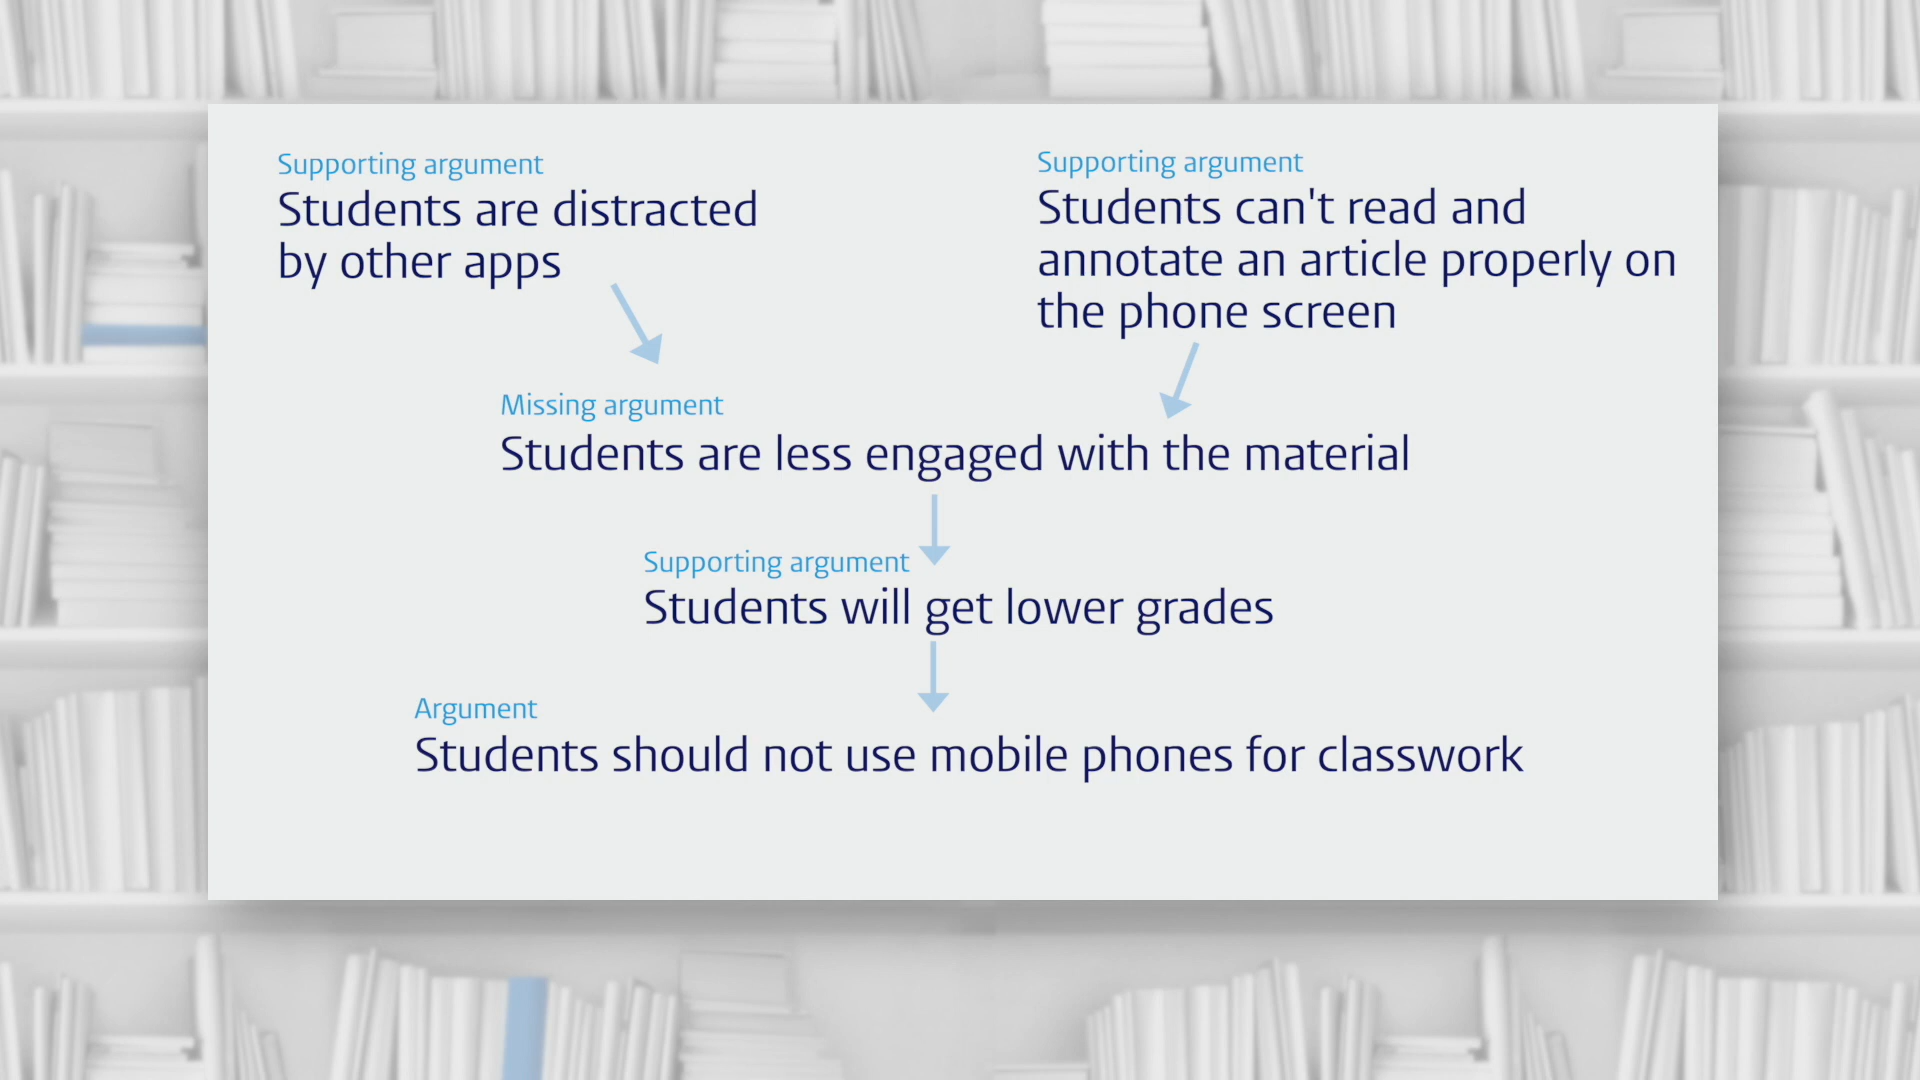 Supporting argument
Students are distracted
by other apps
Supporting argument
Students can't read and
annotate an article properly on
the phone screen
Missing argument
Students are less engaged with the material
Supporting argument
Students will get lower grades
Argument
Students should not use mobile phones for classwork